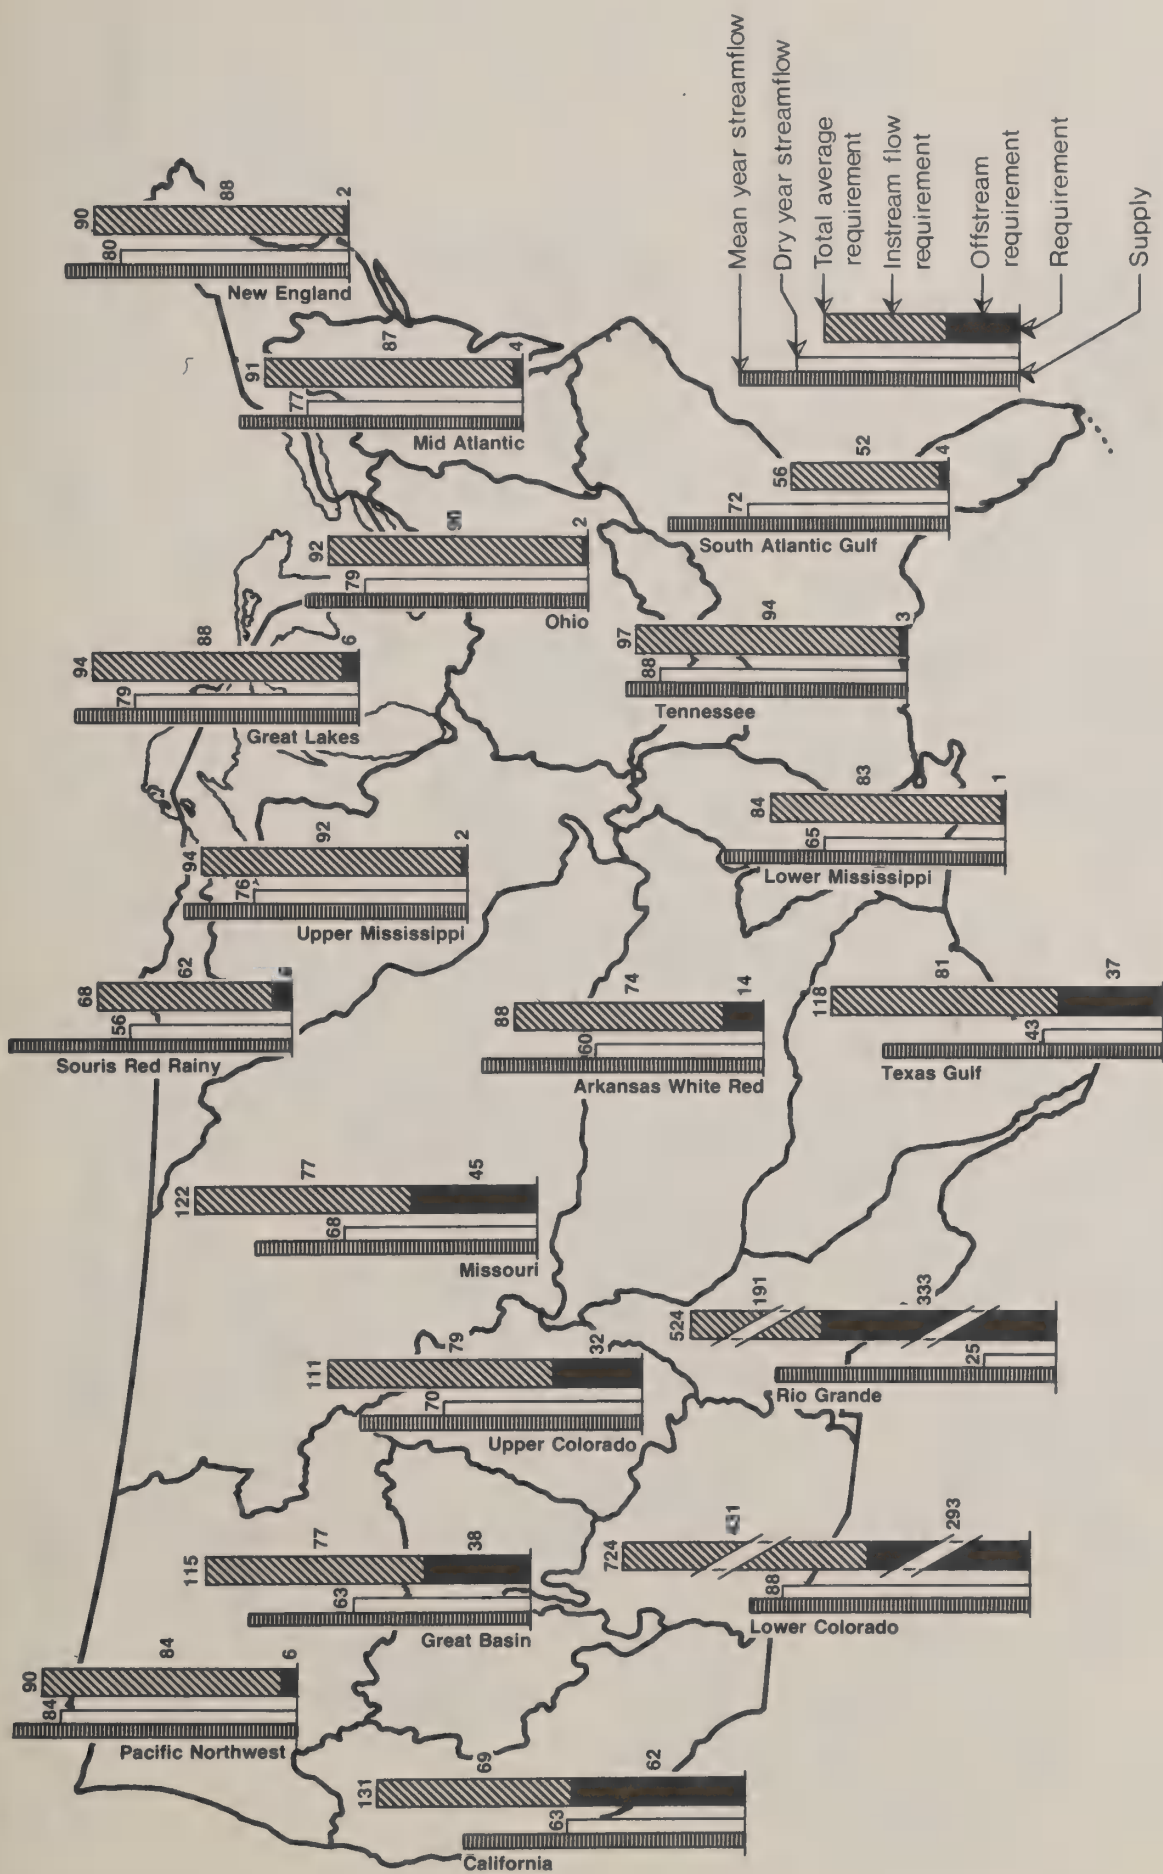 90
84
84
6
Pacific Northwest
131
63
69
62
California
115
63
77
38
Great Basin
724
88
293
Lower Colorado
111
70
79
32
Upper Colorado
524
25
191
333
Rio Grande
122
68
77
45
Missouri
68
56
62
Souris Red Rainy
88
60
74
14
Arkansas White Red
118
43
81
37
Texas Gulf
94
76
92
2
Upper Mississippi
84
65
83
1
Lower Mississippi
94
79
88
6
Great Lakes
97
88
94
3
Tennessee
92
79
2
Ohio
56
72
52
4
South Atlantic Gulf
91
77
87
4
Mid Atlantic
90
80
88
2
New England
Mean year streamflow
Dry year streamflow
Total average
requirement
Instream flow
requirement
Offstream
requirement
Requirement
Supply